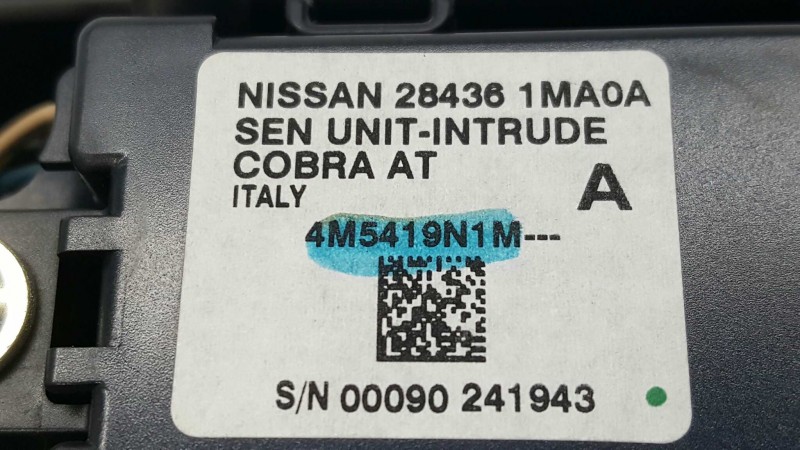 NISSAN 28436 1MA0A
SEN UNIT-INTRUDE
COBRA AT
ITALY
A
4M5419N1M---
S/N 00090 241943